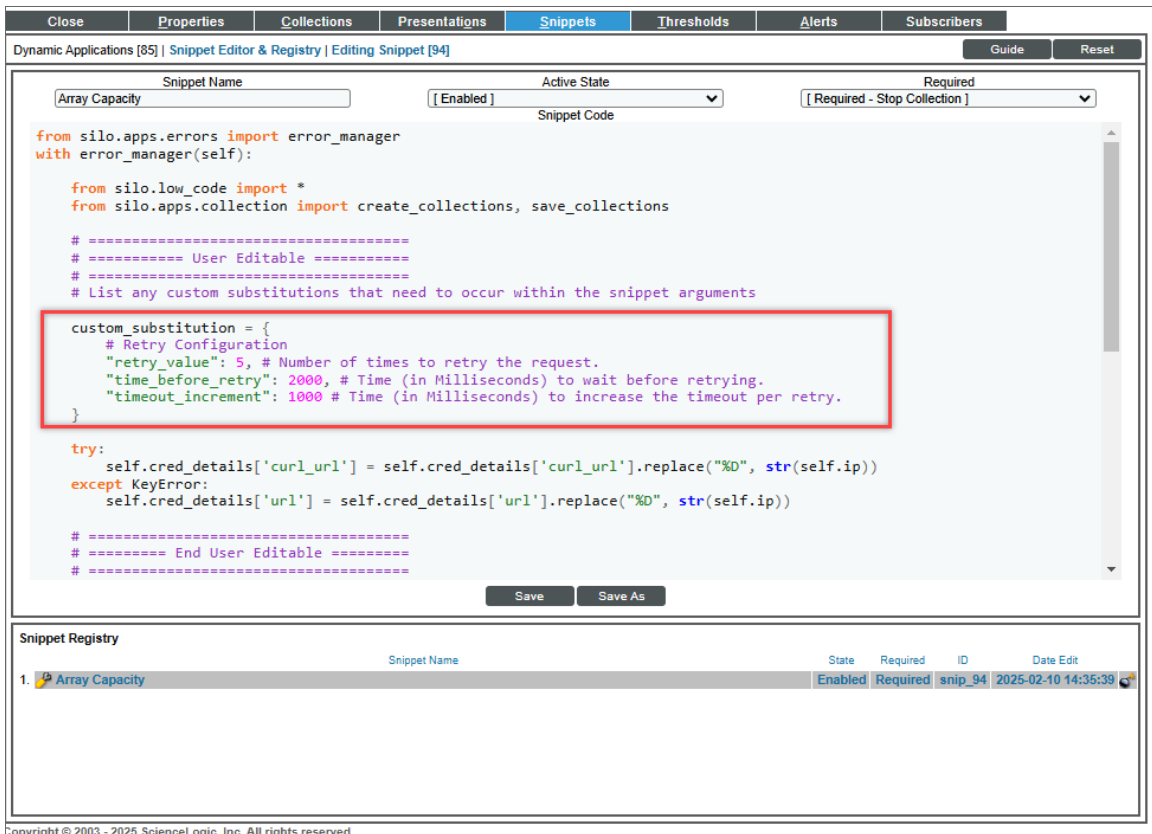 Close Properties Collections Presentations Snippets Thresholds Alerts Subscribers
Dynamic Applications [85] | Snippet Editor & Registry | Editing Snippet [94] Guide Reset
Snippet Name Active State Required
Array Capacity [ Enabled ] [ Required - Stop Collection ]
Snippet Code
from silo.apps.errors import error_manager
with error_manager(self):
from silo.low_code import *
from silo.apps.collection import create_collections, save_collections
# =====================================
# =========== User Editable ===========
# =====================================
# List any custom substitutions that need to occur within the snippet arguments
custom_substitution = {
# Retry Configuration
"retry_value": 5, # Number of times to retry the request.
"time_before_retry": 2000, # Time (in Milliseconds) to wait before retrying.
"timeout_increment": 1000 # Time (in Milliseconds) to increase the timeout per retry.
}
try:
self.cred_details['curl_url'] = self.cred_details['curl_url'].replace("%D", str(self.ip))
except KeyError:
self.cred_details['url'] = self.cred_details['url'].replace("%D", str(self.ip))
# =====================================
# ========= End User Editable =========
# =====================================
Save Save As
Snippet Registry
Snippet Name State Required ID Date Edit
1. Array Capacity Enabled Required snip_94 2025-02-10 14:35:39
Copyright © 2003 - 2025 ScienceLogic, Inc. All rights reserved.